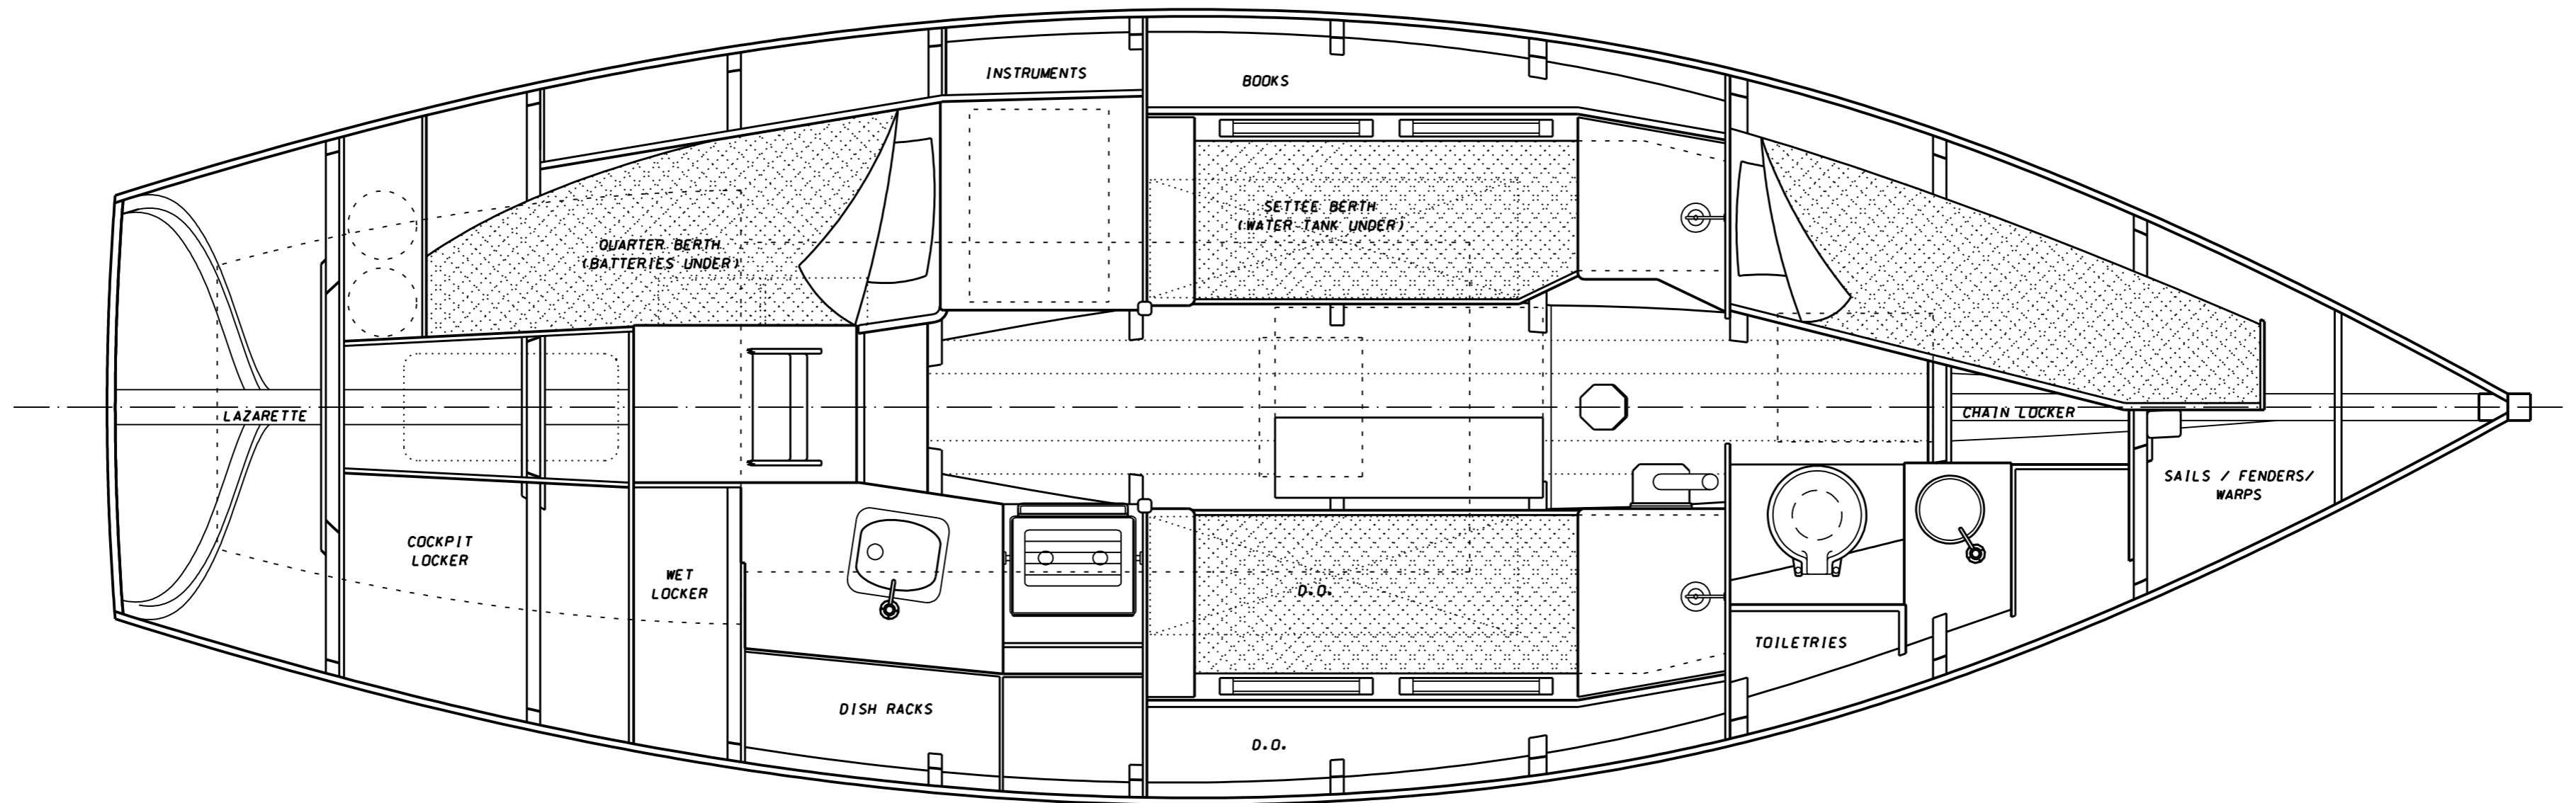 INSTRUMENTS
BOOKS
SETTEE BERTH
(WATER TANK UNDER)
QUARTER BERTH
(BATTERIES UNDER)
LAZARETTE
CHAIN LOCKER
SAILS / FENDERS/
WARPS
COCKPIT
LOCKER
WET
LOCKER
D.O.
TOILETRIES
DISH RACKS
D.O.